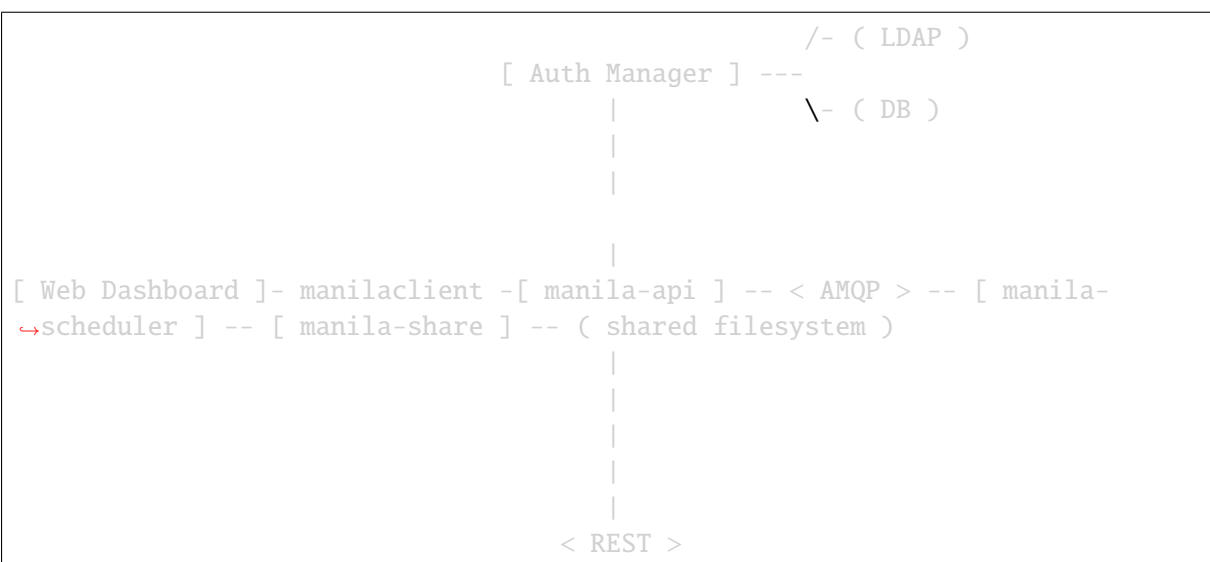 /- ( LDAP )
[ Auth Manager ] ---
| \- ( DB )
|
|
|
[ Web Dashboard ]- manilaclient -[ manila-api ] -- < AMQP > -- [ manila-
↪scheduler ] -- [ manila-share ] -- ( shared filesystem )
|
|
|
|
|
< REST >